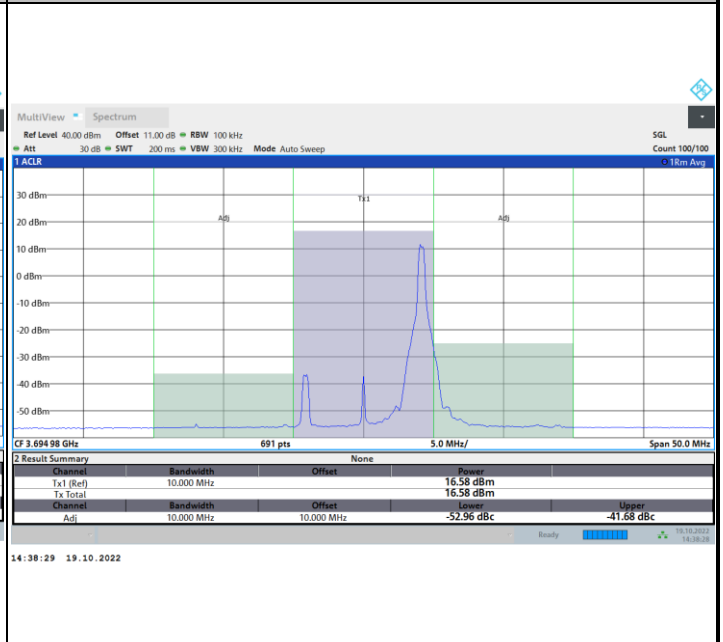 MultiView Spectrum
Ref Level 40.00 dBm Offset 11.00 dB RBW 100 kHz SGL
Att 30 dB SWT 200 ms VBW 300 kHz Mode Auto Sweep Count 100/100
1 ACLR 1Rm Avg
30 dBm
Tx1
20 dBm
Adj Adj
10 dBm
0 dBm
-10 dBm
-20 dBm
-30 dBm
-40 dBm
-50 dBm
CF 3.694 98 GHz 691 pts 5.0 MHz/ Span 50.0 MHz
2 Result Summary None
Channel Bandwidth Offset Power
Tx1 (Ref) 10.000 MHz 16.58 dBm
Tx Total 16.58 dBm
Channel Bandwidth Offset Lower Upper
Adj 10.000 MHz 10.000 MHz -52.96 dBc -41.68 dBc
Ready 10.10.2022
14:38:28
14:38:29 19.10.2022